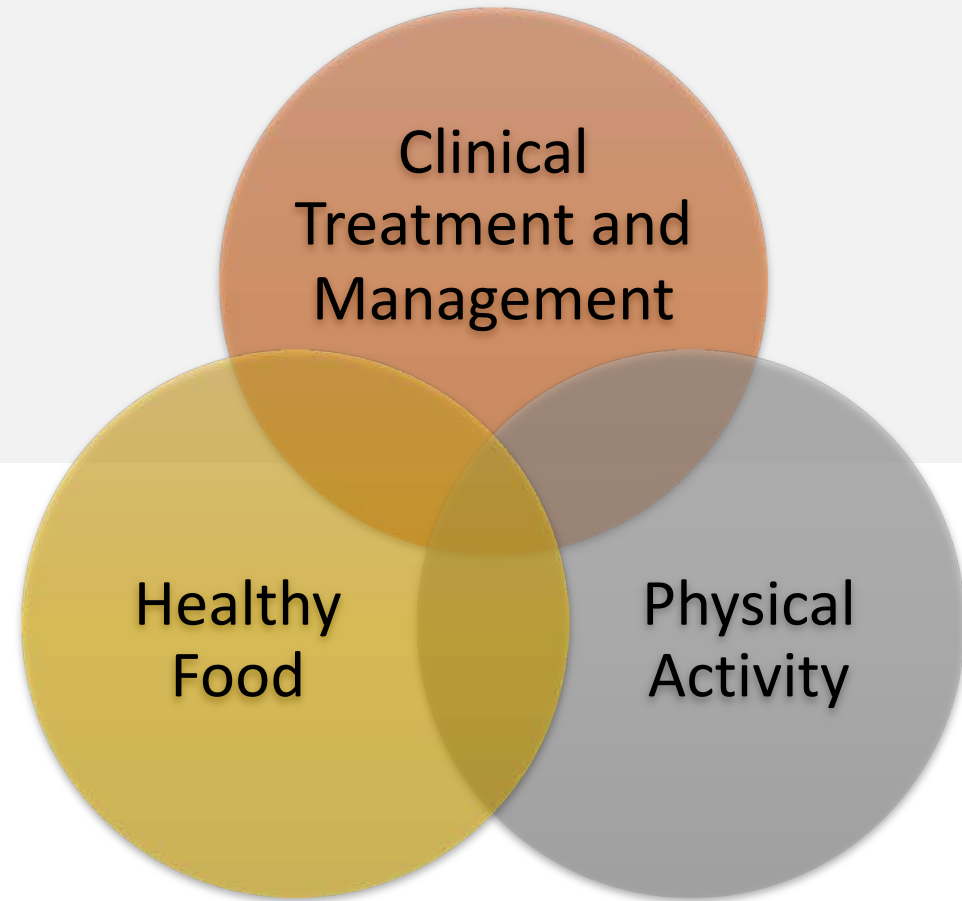 Clinical
Treatment and
Management
Healthy
Food
Physical
Activity